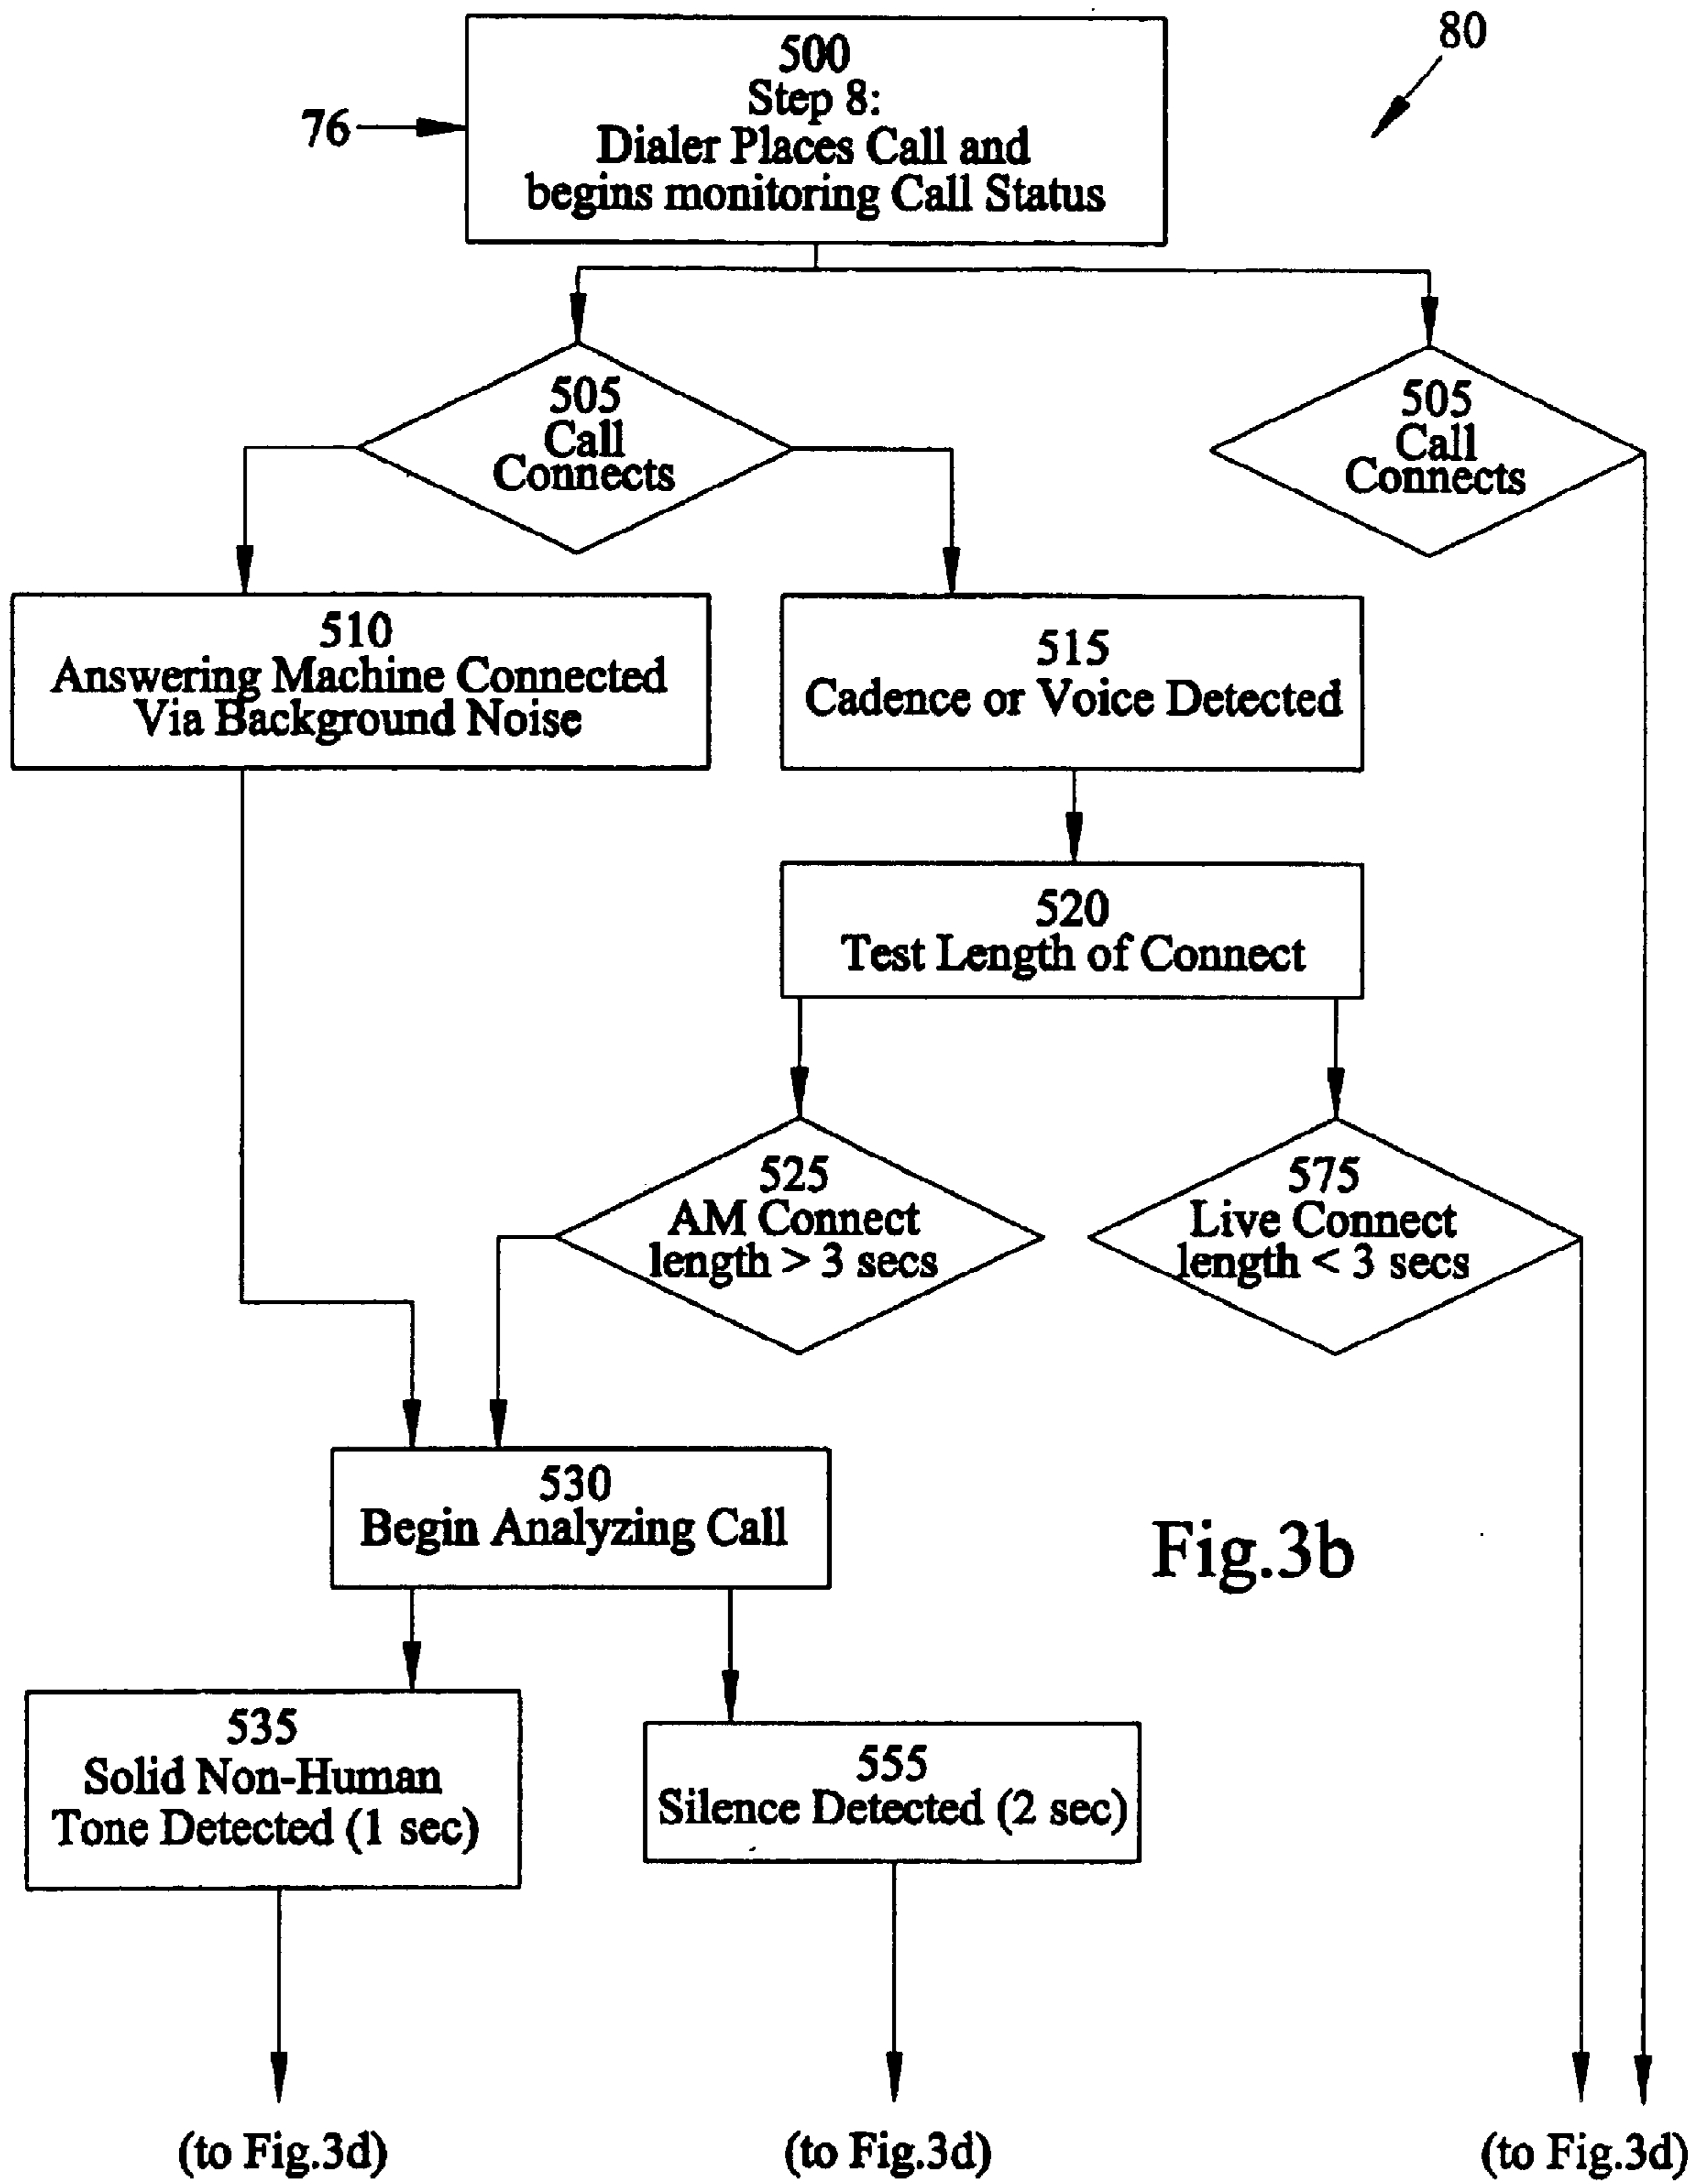 80
500
Step 8:
76
Dialer Places Call and
begins monitoring Call Status
505
Call
Connects
505
Call
Connects
510
Answering Machine Connected
Via Background Noise
515
Cadence or Voice Detected
520
Test Length of Connect
525
AM Connect
length > 3 secs
575
Live Connect
length < 3 secs
530
Begin Analyzing Call
Fig.3b
535
Solid Non-Human
Tone Detected (1 sec)
555
Silence Detected (2 sec)
(to Fig.3d)
(to Fig.3d)
(to Fig.3d)